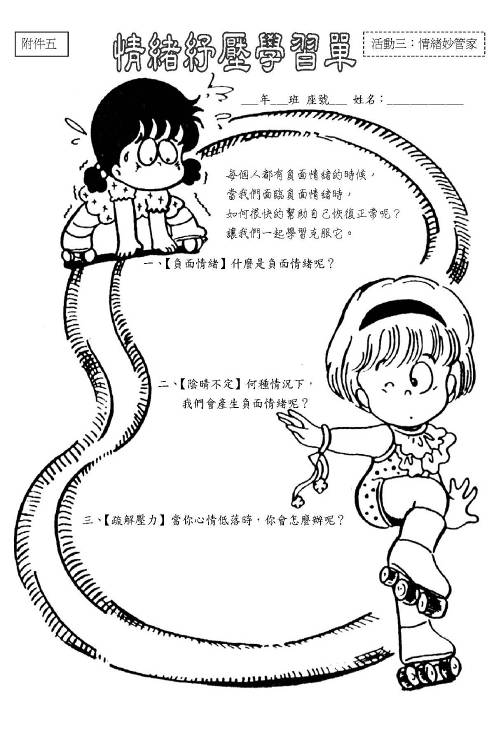 附件五
情緒紓壓學習單
活動三：情緒妙管家
___年___班 座號___ 姓名：____________
每個人都有負面情緒的時候，
當我們面臨負面情緒時，
如何很快的幫助自己恢復正常呢？
讓我們一起學習克服它。
一、【負面情緒】什麼是負面情緒呢？
二、【陰晴不定】何種情況下，
我們會產生負面情緒呢？
三、【疏解壓力】當你心情低落時，你會怎麼辦呢？